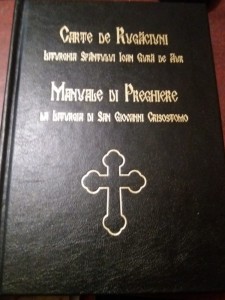 Carte de Rugăciuni
Liturghia Sfântului Ioan Gură de Aur
Manuale di Preghiere
la Liturgia di San Giovanni Crisostomo